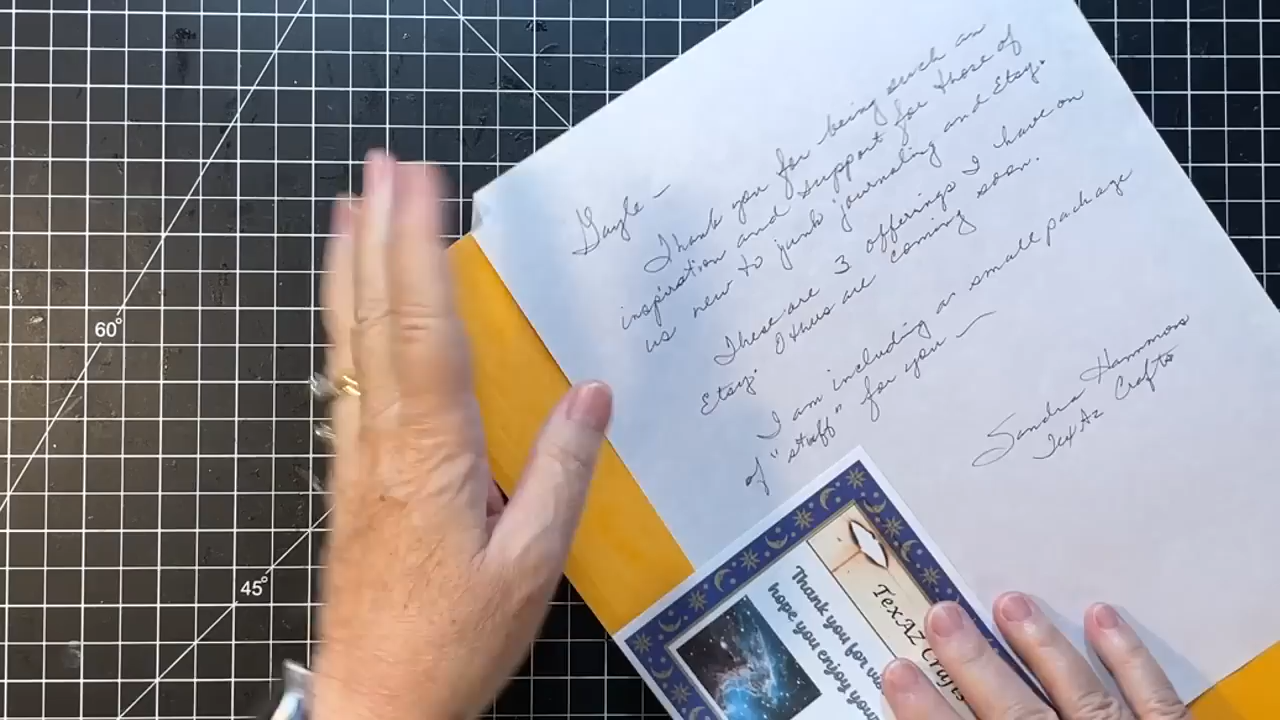 Gayle –
Thank you for being such an
inspiration and support for those of
us new to junk journaling and Etsy.
These are 3 offerings I have on
Etsy. Others are coming soon.
I am including a small package
of "stuff" for you –
Sandra Hammons
TexAz Crafts
TexAZ Crafts
Thank you for
hope you enjoy your
60°
45°